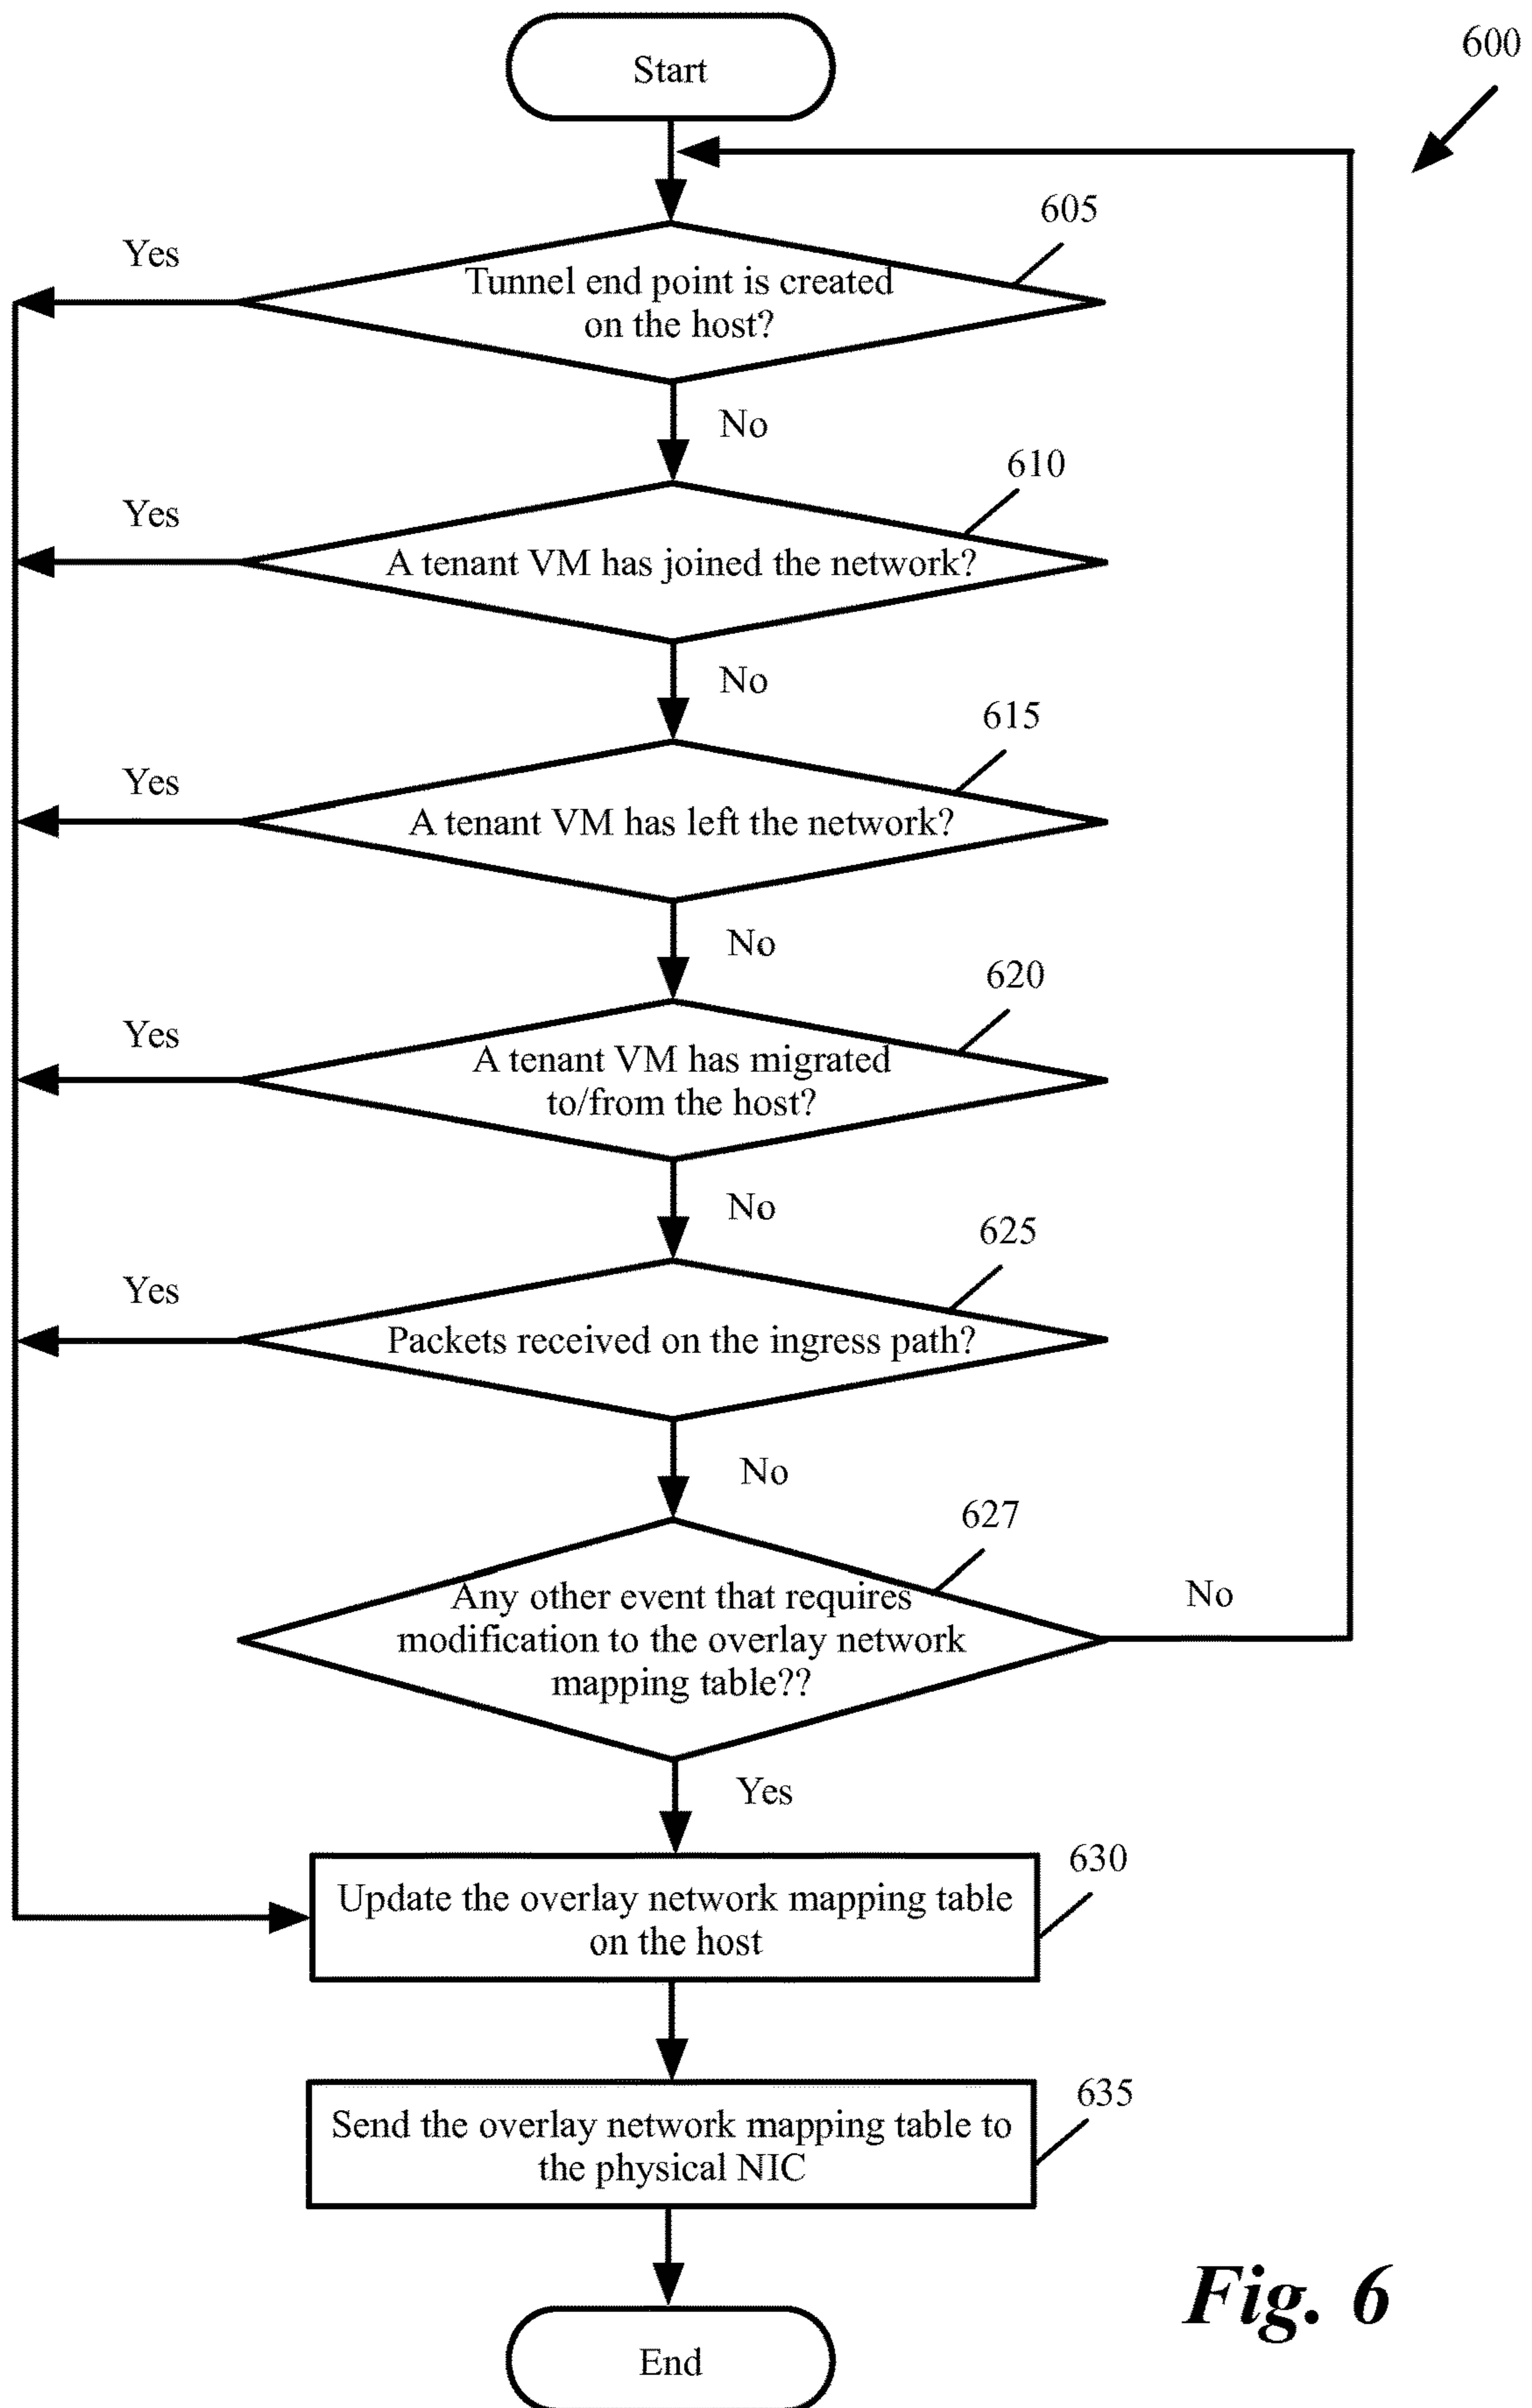 Start
600
605
Yes
Tunnel end point is created
on the host?
No
610
Yes
A tenant VM has joined the network?
No
615
Yes
A tenant VM has left the network?
No
620
Yes
A tenant VM has migrated
to/from the host?
No
625
Yes
Packets received on the ingress path?
No
627
Any other event that requires
modification to the overlay network
mapping table??
No
Yes
630
Update the overlay network mapping table
on the host
635
Send the overlay network mapping table to
the physical NIC
End
Fig. 6